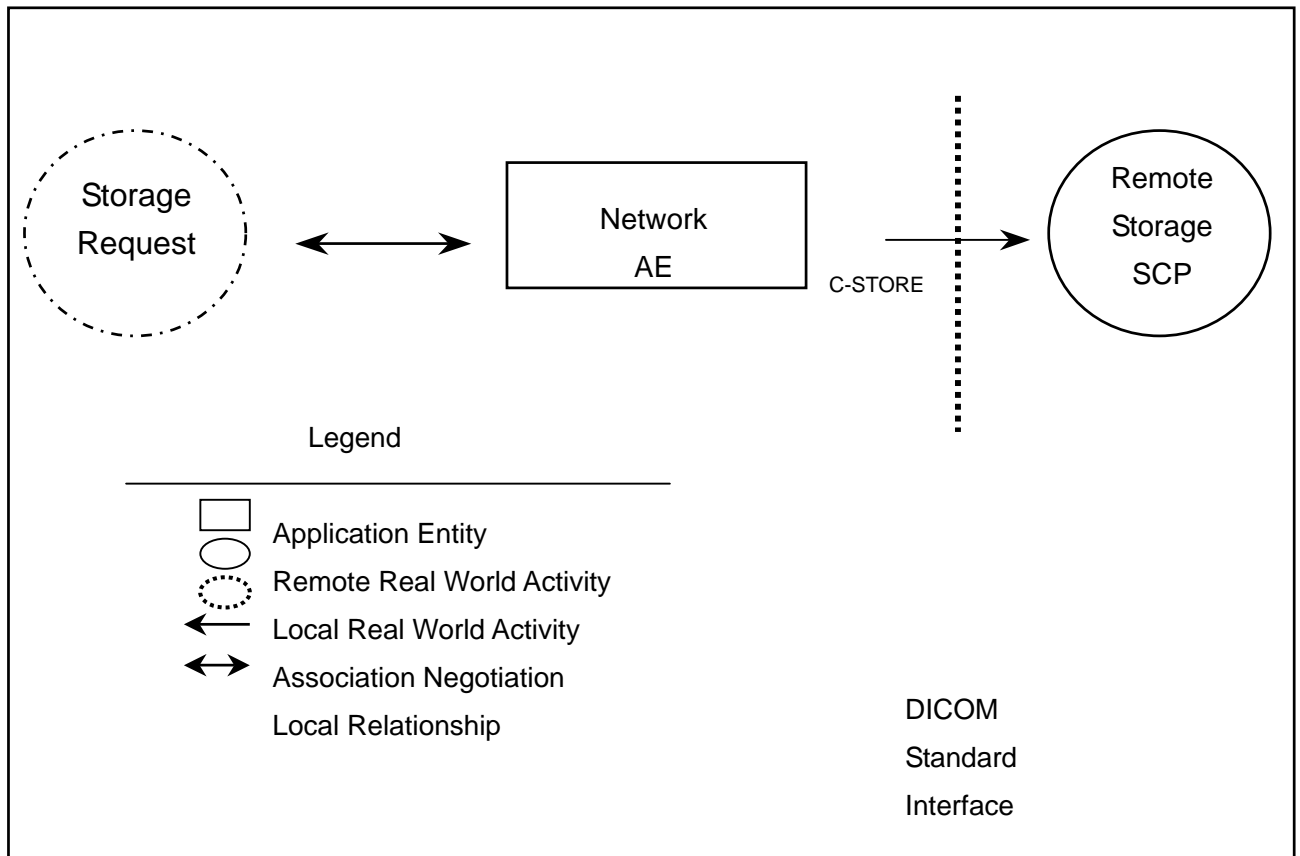 Storage
Request
Network
AE
C-STORE
Remote
Storage
SCP
Legend
Application Entity
Remote Real World Activity
Local Real World Activity
Association Negotiation
Local Relationship
DICOM
Standard
Interface